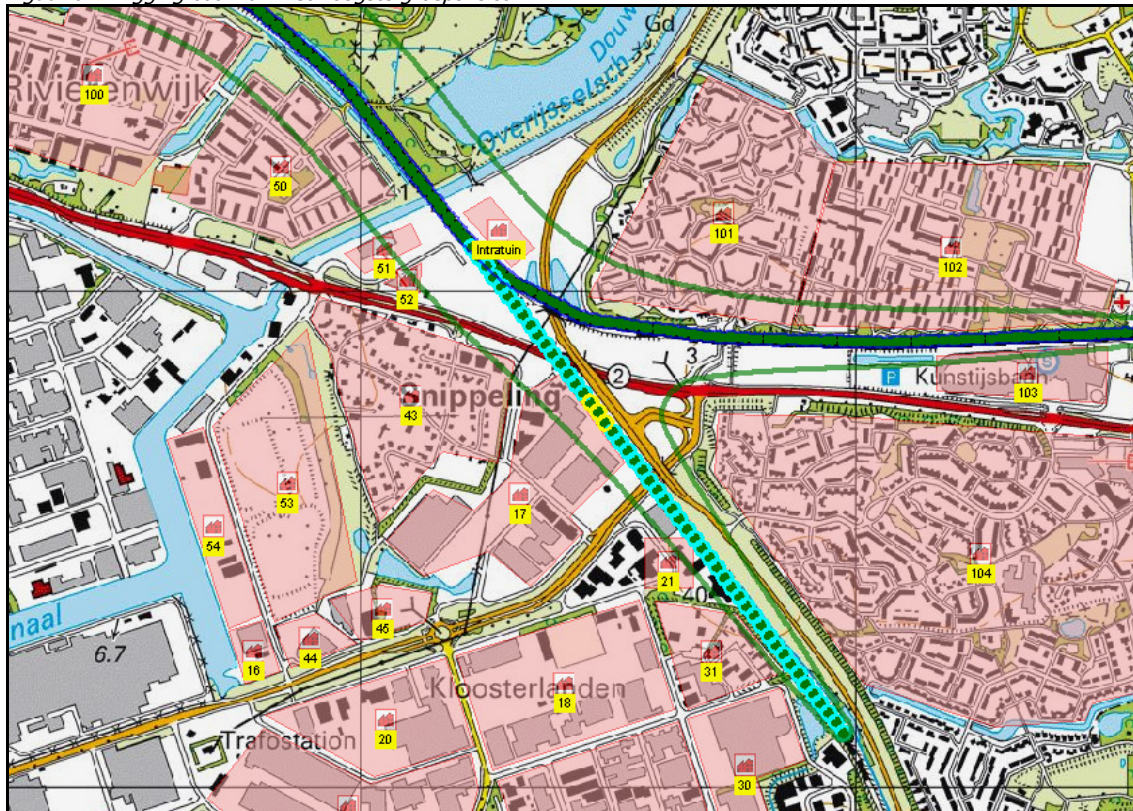 Gd
Douw
Overijsselsch
Rivierenwijk
100
50
1
101
102
Intratuin
51
52
3
2
P
Kunstijsbaan
S
103
Snippeling
43
53
17
54
104
21
naal
6.7
45
16
44
31
Kloosterlanden
18
20
Trafostation
30